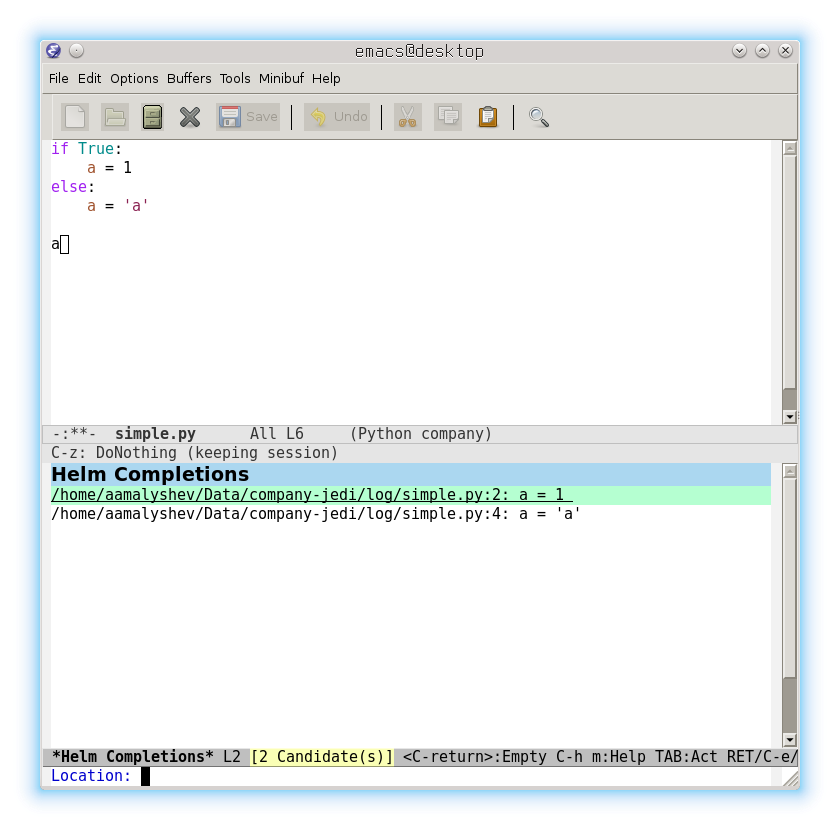 emacs@desktop
File Edit Options Buffers Tools Minibuf Help
Save Undo
if True:
    a = 1
else:
    a = 'a'
a
-:**-  simple.py      All L6     (Python company)
C-z: DoNothing (keeping session)
Helm Completions
/home/aamalyshev/Data/company-jedi/log/simple.py:2: a = 1
/home/aamalyshev/Data/company-jedi/log/simple.py:4: a = 'a'
*Helm Completions* L2 [2 Candidate(s)] <C-return>:Empty C-h m:Help TAB:Act RET/C-e/
Location: